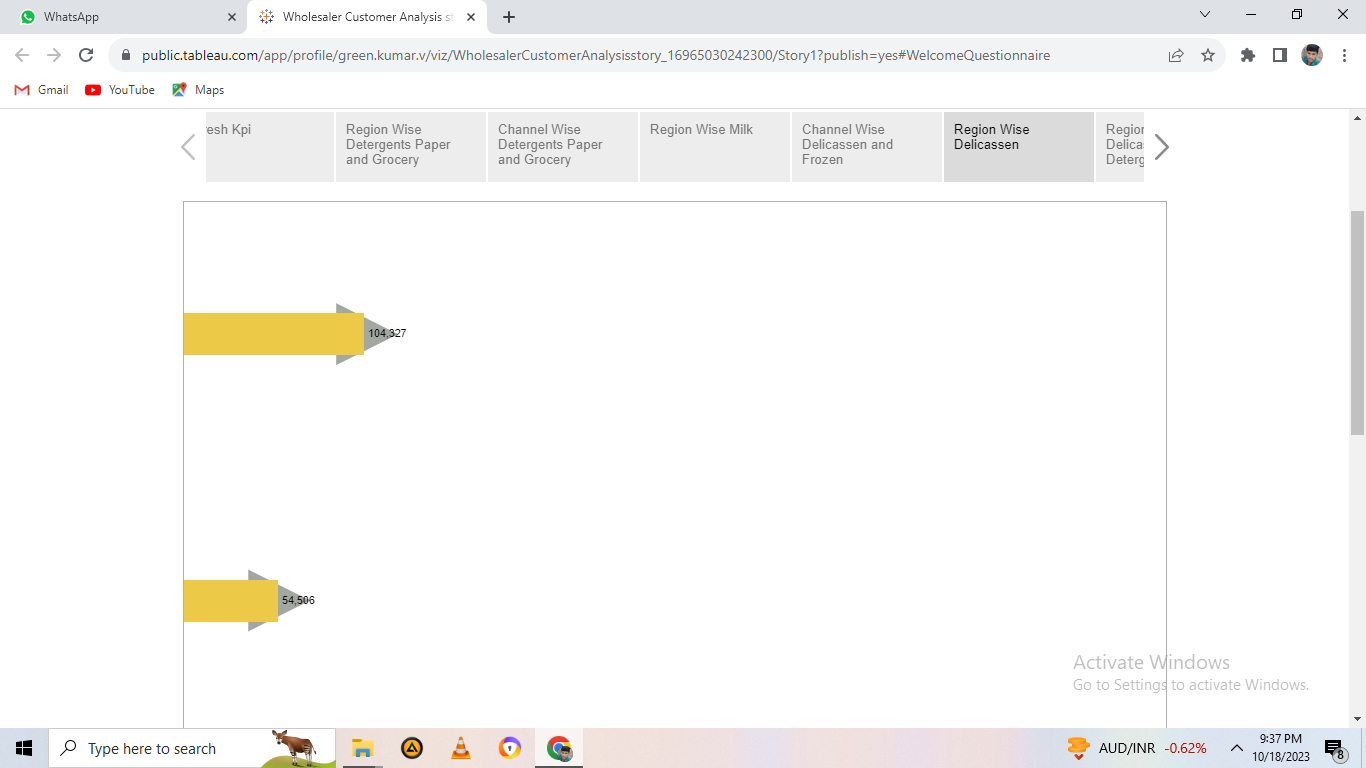 WhatsApp
Wholesaler Customer Analysis st
public.tableau.com/app/profile/green.kumar.v/viz/WholesalerCustomerAnalysisstory_16965030242300/Story1?publish=yes#WelcomeQuestionnaire
Gmail
YouTube
Maps
resh Kpi
Region Wise
Detergents Paper
and Grocery
Channel Wise
Detergents Paper
and Grocery
Region Wise Milk
Channel Wise
Delicassen and
Frozen
Region Wise
Delicassen
Region
Delica
Deterg
104,327
54,506
Activate Windows
Go to Settings to activate Windows.
Type here to search
AUD/INR -0.62%
9:37 PM
10/18/2023
8